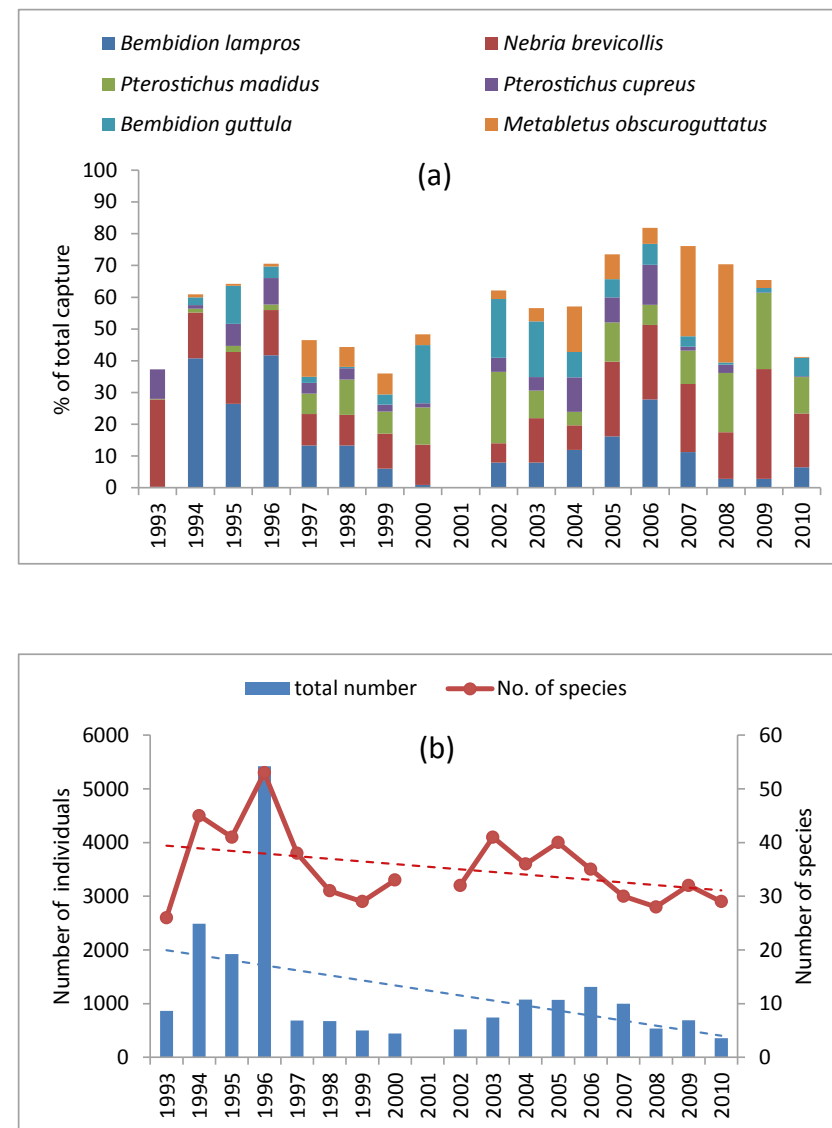 Bembidion lampros Nebria brevicollis
Pterostichus madidus Pterostichus cupreus
Bembidion guttula Metabletus obscuroguttatus
(a)
% of total capture
100
90
80
70
60
50
40
30
20
10
0
1993 1994 1995 1996 1997 1998 1999 2000 2001 2002 2003 2004 2005 2006 2007 2008 2009 2010
total number No. of species
(b)
Number of individuals
6000
5000
4000
3000
2000
1000
0
60
50
40
30
20
10
0
Number of species
1993 1994 1995 1996 1997 1998 1999 2000 2001 2002 2003 2004 2005 2006 2007 2008 2009 2010